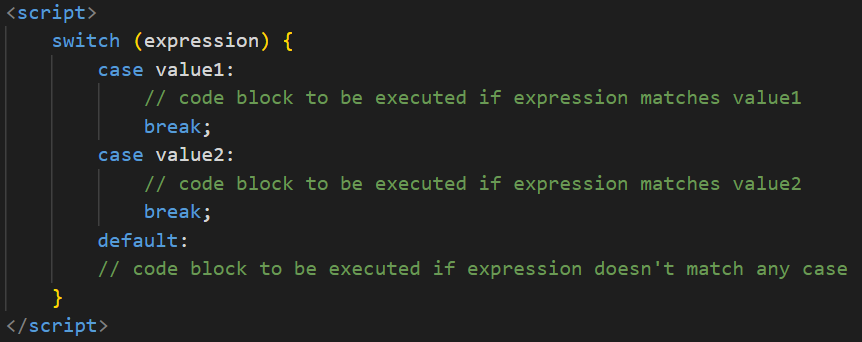 <script>
    switch (expression) {
        case value1:
            // code block to be executed if expression matches value1
            break;
        case value2:
            // code block to be executed if expression matches value2
            break;
        default:
        // code block to be executed if expression doesn't match any case
    }
</script>